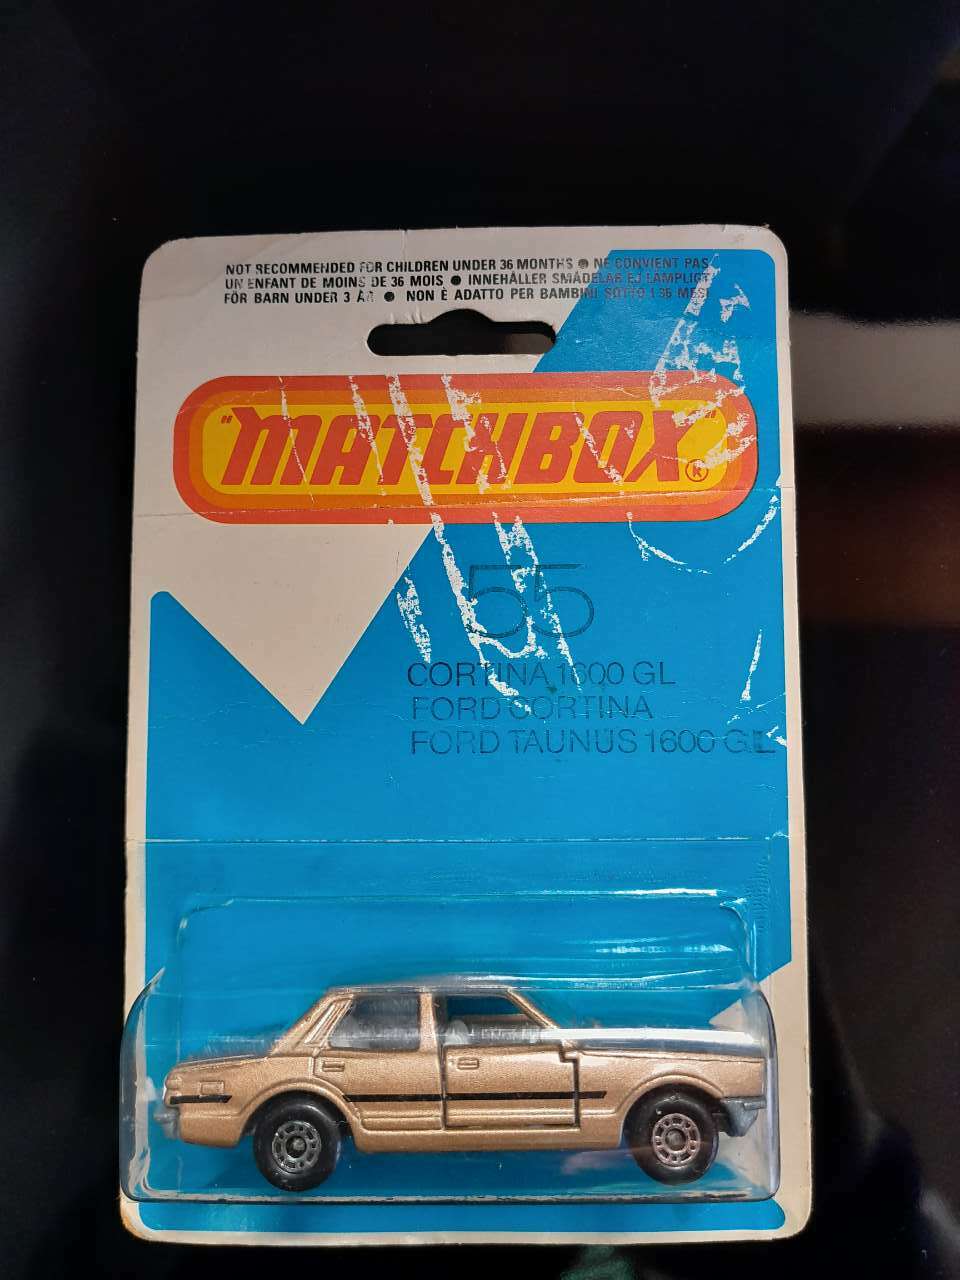 NOT RECOMMENDED FOR CHILDREN UNDER 36 MONTHS ● NE CONVIENT PAS
UN ENFANT DE MOINS DE 36 MOIS ● INNEHÅLLER SMÅDELAR EJ LÄMPLIGT
FÖR BARN UNDER 3 ÅR ● NON È ADATTO PER BAMBINI SOTTO I 36 MESI
"MATCHBOX"®
55
CORTINA 1600 GL
FORD CORTINA
FORD TAUNUS 1600 GL